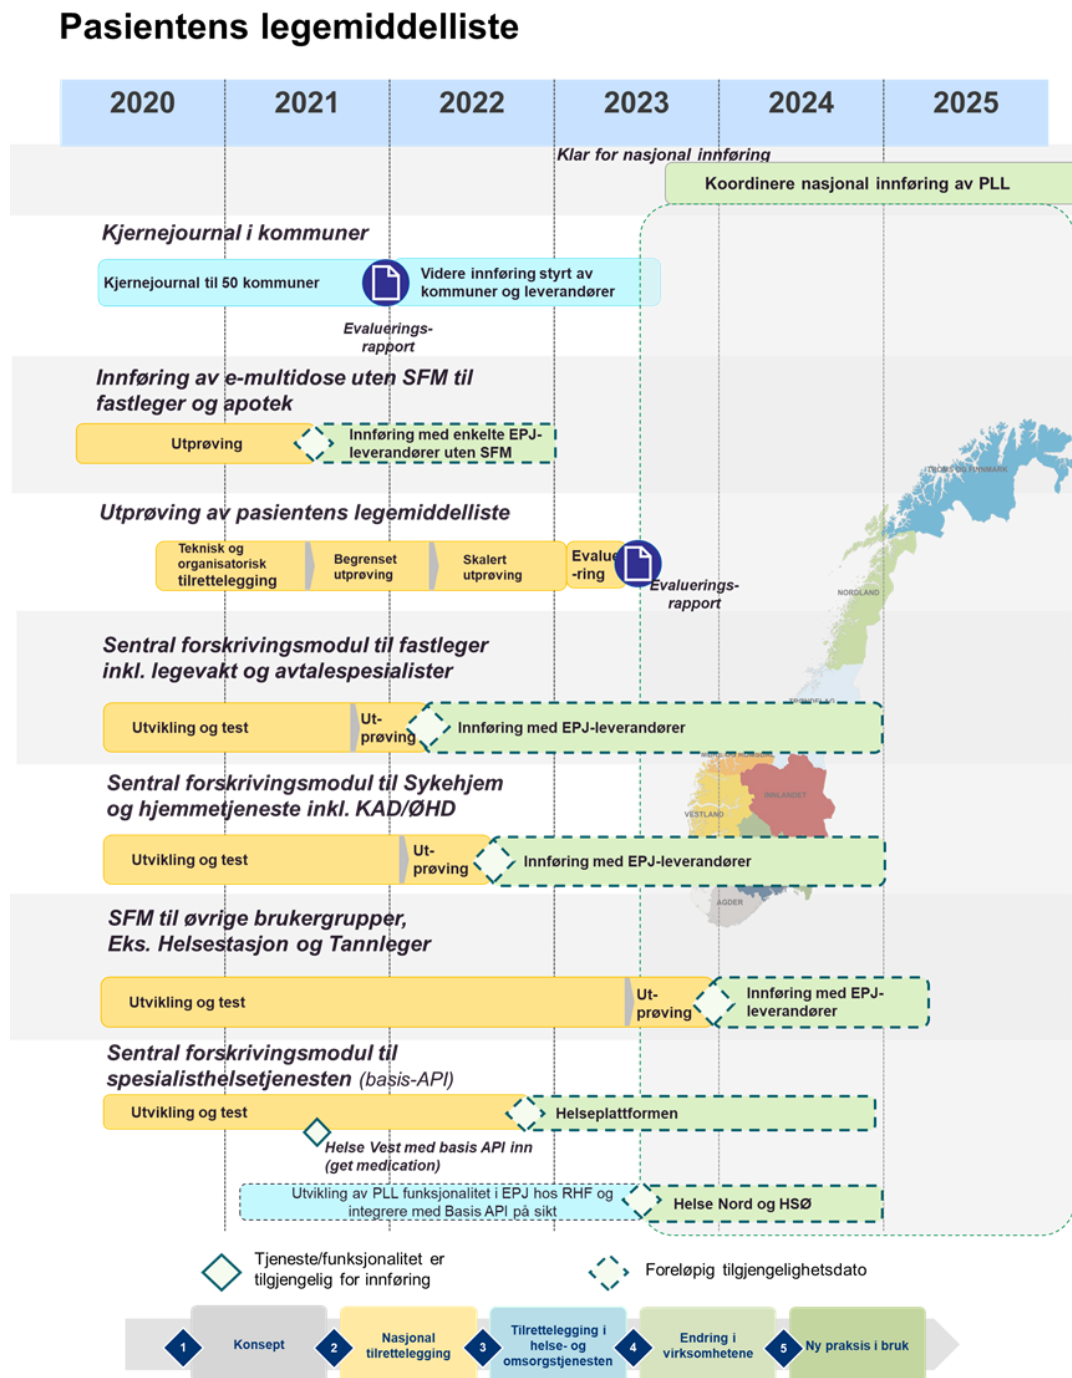 Pasientens legemiddelliste
2020 2021 2022 2023 2024 2025
Klar for nasjonal innføring
Koordinere nasjonal innføring av PLL
Kjernejournal i kommuner
Kjernejournal til 50 kommuner
Videre innføring styrt av
kommuner og leverandører
Evaluerings-
rapport
Innføring av e-multidose uten SFM til
fastleger og apotek
Utprøving
Innføring med enkelte EPJ-
leverandører uten SFM
TROMS OG FINNMARK
Utprøving av pasientens legemiddelliste
Teknisk og
organisatorisk
tilrettelegging
Begrenset
utprøving
Skalert
utprøving
Evalue
-ring
Evaluerings-
rapport
NORDLAND
Sentral forskrivingsmodul til fastleger
inkl. legevakt og avtalespesialister
TRØNDELAG
Utvikling og test
Ut-
prøving
Innføring med EPJ-leverandører
MØRE OG ROMSDAL
Sentral forskrivingsmodul til Sykehjem
og hjemmetjeneste inkl. KAD/ØHD
INNLANDET
VESTLAND
Utvikling og test
Ut-
prøving
Innføring med EPJ-leverandører
AGDER
SFM til øvrige brukergrupper,
Eks. Helsestasjon og Tannleger
Utvikling og test
Ut-
prøving
Innføring med EPJ-
leverandører
Sentral forskrivingsmodul til
spesialisthelsetjenesten (basis-API)
Utvikling og test
Helseplattformen
Helse Vest med basis API inn
(get medication)
Utvikling av PLL funksjonalitet i EPJ hos RHF og
integrere med Basis API på sikt
Helse Nord og HSØ
Tjeneste/funksjonalitet er
tilgjengelig for innføring
Foreløpig tilgjengelighetsdato
1 Konsept
2 Nasjonal
tilrettelegging
3 Tilrettelegging i
helse- og
omsorgstjenesten
4 Endring i
virksomhetene
5 Ny praksis i bruk